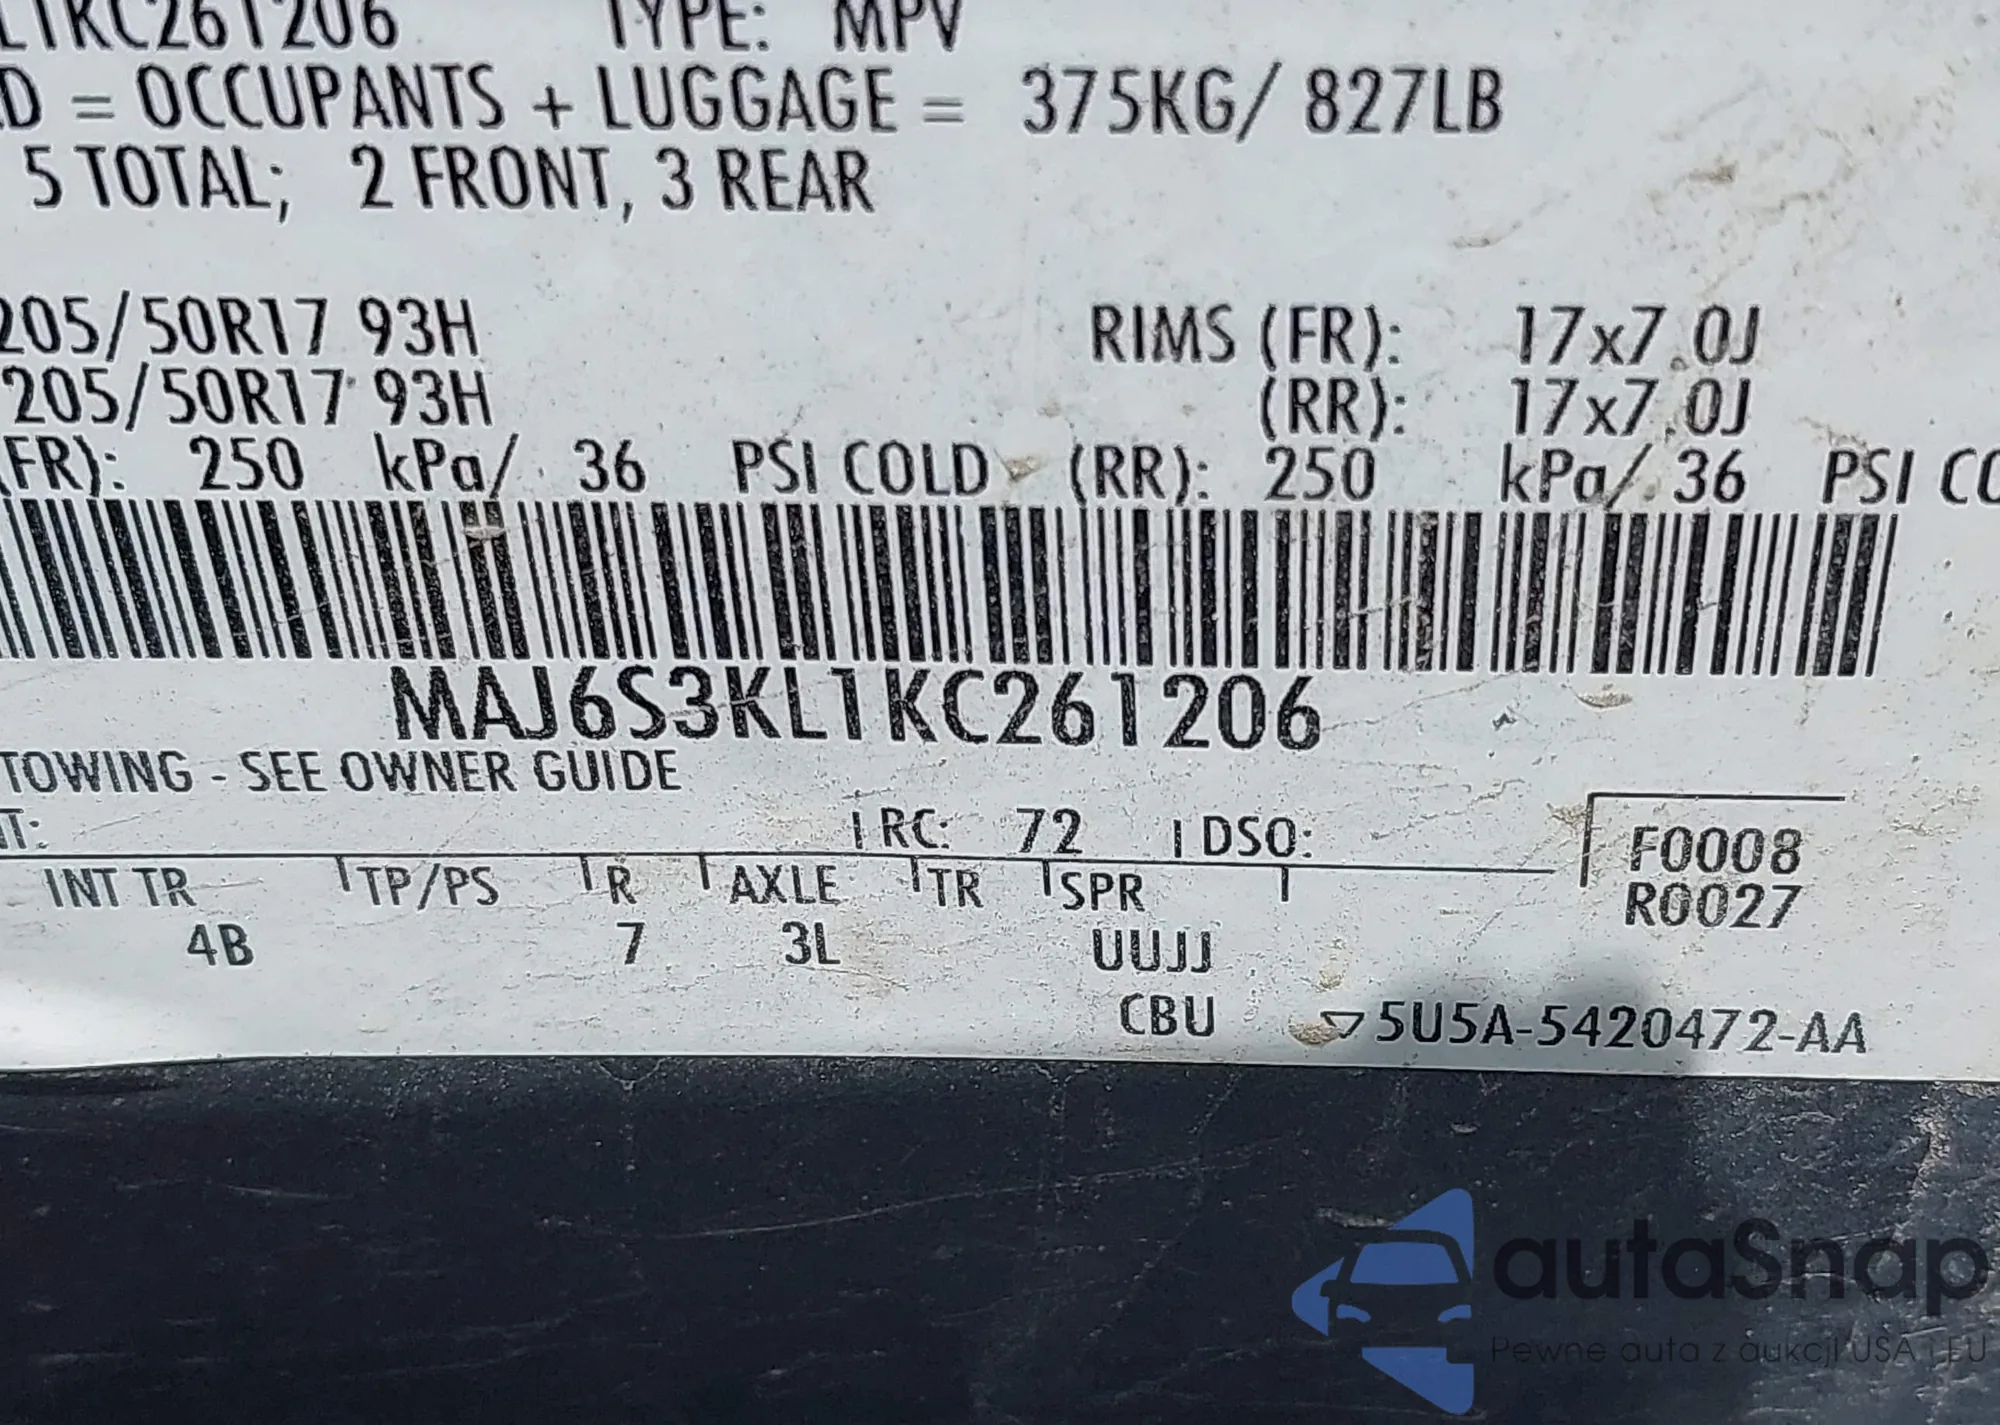 L1KC261206 TYPE: MPV
D = OCCUPANTS + LUGGAGE = 375KG/ 827LB
5 TOTAL; 2 FRONT, 3 REAR
205/50R17 93H RIMS (FR): 17x7.0J
205/50R17 93H (RR): 17x7.0J
(FR): 250 kPa/ 36 PSI COLD (RR): 250 kPa/ 36 PSI CO
MAJ6S3KL1KC261206
TOWING - SEE OWNER GUIDE
T: RC: 72 DSO: F0008
INT TR TP/PS R AXLE TR SPR R0027
4B 7 3L UUJJ
CBU ▽5U5A-5420472-AA
autaSnap
Pewne auta z aukcji USA i EU